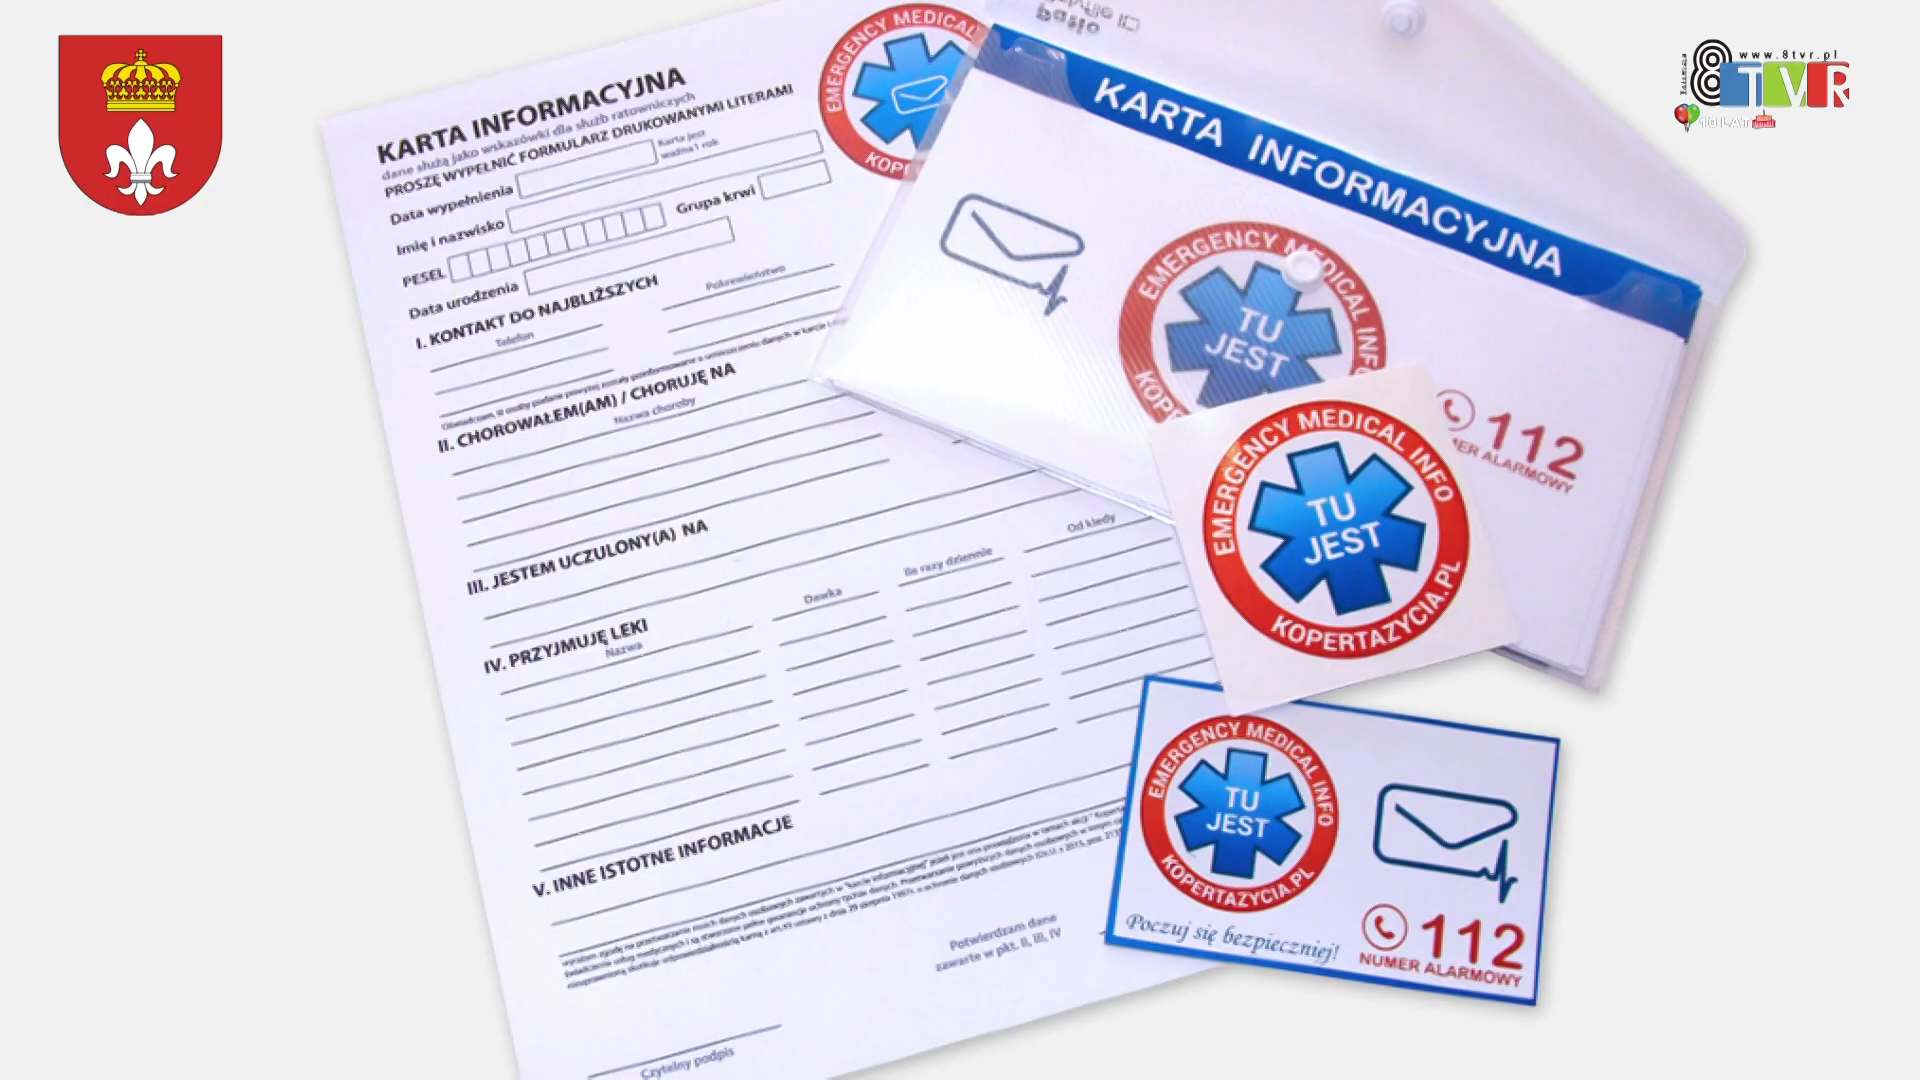 www.8tvr.pl
8TVR
10 LAT
KARTA INFORMACYJNA
dane służą jako wskazówki dla służb ratowniczych
PROSZĘ WYPEŁNIĆ FORMULARZ DRUKOWANYMI LITERAMI
Data wypełnienia
Karta jest
ważna 1 rok
Imię i nazwisko
PESEL
Grupa krwi
Data urodzenia
I. KONTAKT DO NAJBLIŻSZYCH
Telefon
Pokrewieństwo
II. CHOROWAŁEM(AM) / CHORUJĘ NA
Nazwa choroby
III. JESTEM UCZULONY(A) NA
IV. PRZYJMUJĘ LEKI
Nazwa
Dawka
Ile razy dziennie
Od kiedy
V. INNE ISTOTNE INFORMACJE
Potwierdzam dane
zawarte w pkt. II, III, IV
Czytelny podpis
EMERGENCY MEDICAL
KARTA INFORMACYJNA
EMERGENCY MEDICAL INFO
TU
JEST
112
NUMER ALARMOWY
EMERGENCY MEDICAL INFO
TU
JEST
KOPERTAZYCIA.PL
EMERGENCY MEDICAL INFO
TU
JEST
KOPERTAZYCIA.PL
Poczuj się bezpieczniej!
112
NUMER ALARMOWY